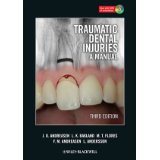 TRAUMATIC
DENTAL
INJURIES
A MANUAL
THIRD EDITION
J. O. ANDREASEN L. K. BAKLAND M. T. FLORES
F. M. ANDREASEN L. ANDERSSON
WILEY-BLACKWELL